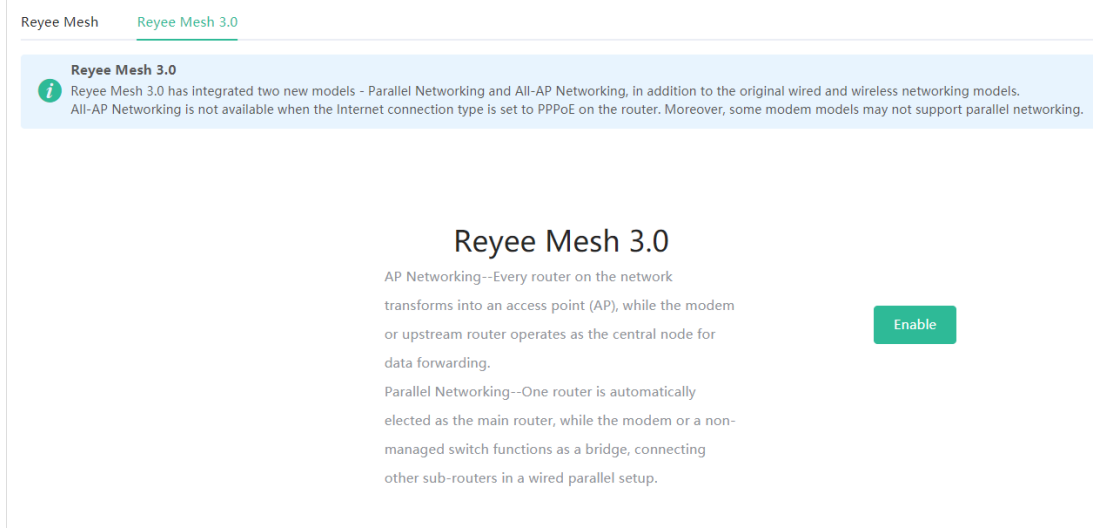 Reyee Mesh Reyee Mesh 3.0
Reyee Mesh 3.0
Reyee Mesh 3.0 has integrated two new models - Parallel Networking and All-AP Networking, in addition to the original wired and wireless networking models.
All-AP Networking is not available when the Internet connection type is set to PPPoE on the router. Moreover, some modem models may not support parallel networking.
Reyee Mesh 3.0
AP Networking--Every router on the network
transforms into an access point (AP), while the modem
or upstream router operates as the central node for
data forwarding.
Parallel Networking--One router is automatically
elected as the main router, while the modem or a non-
managed switch functions as a bridge, connecting
other sub-routers in a wired parallel setup.
Enable